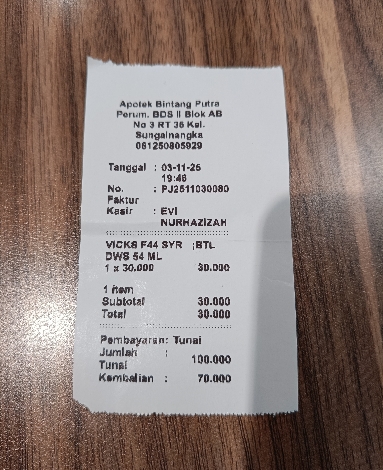 Apotek Bintang Putra
Perum. BDS II Blok AB
No 3 RT 36 Kel.
Sungainangka
081250805929
Tanggal : 03-11-25
19:46
No. : PJ2511030080
Faktur
Kasir : EVI
NURHAZIZAH
VICKS F44 SYR ;BTL
DWS 54 ML
1 x 30.000 30.000
1 item
Subtotal 30.000
Total 30.000
Pembayaran: Tunai
Jumlah : 100.000
Tunai
Kembalian : 70.000